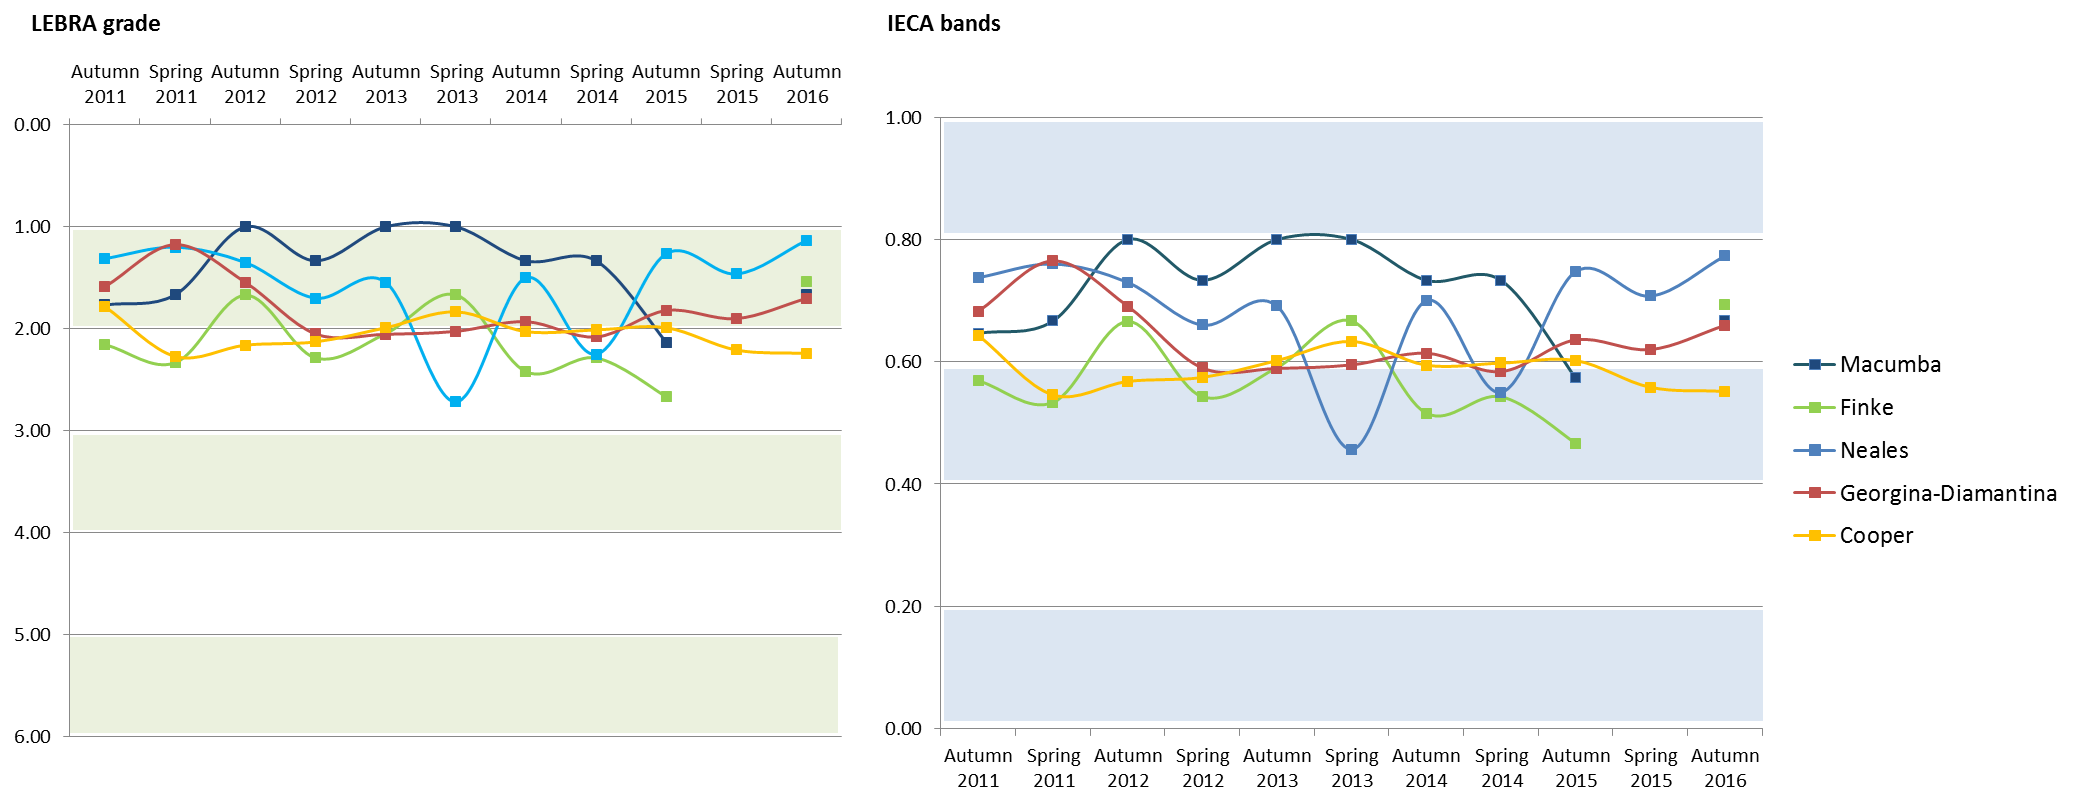 LEBRA grade
Autumn Spring Autumn Spring Autumn Spring Autumn Spring Autumn Spring Autumn
2011 2011 2012 2012 2013 2013 2014 2014 2015 2015 2016
0.00
1.00
2.00
3.00
4.00
5.00
6.00
IECA bands
1.00
0.80
0.60
0.40
0.20
0.00
Autumn Spring Autumn Spring Autumn Spring Autumn Spring Autumn Spring Autumn
2011 2011 2012 2012 2013 2013 2014 2014 2015 2015 2016
Macumba
Finke
Neales
Georgina-Diamantina
Cooper